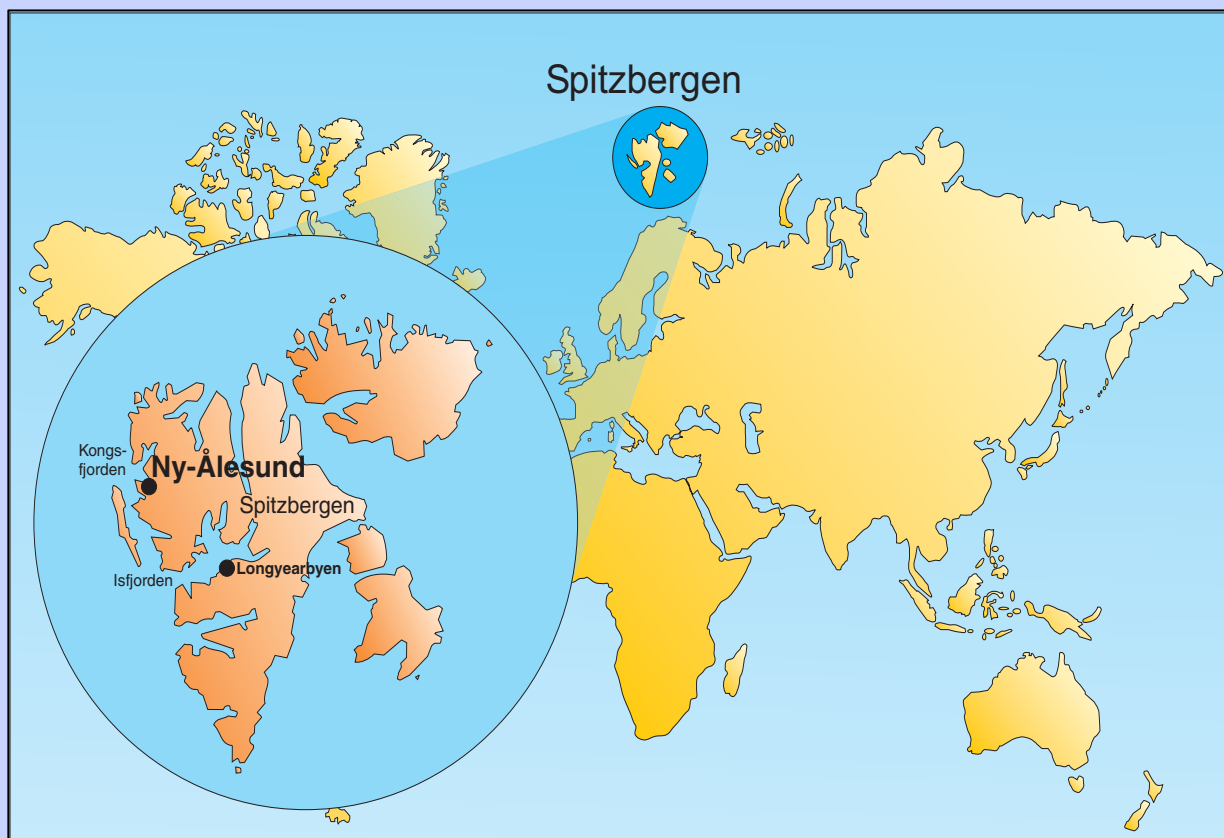 Spitzbergen
Kongs-
fjorden
Ny-Ålesund
Spitzbergen
Isfjorden
Longyearbyen